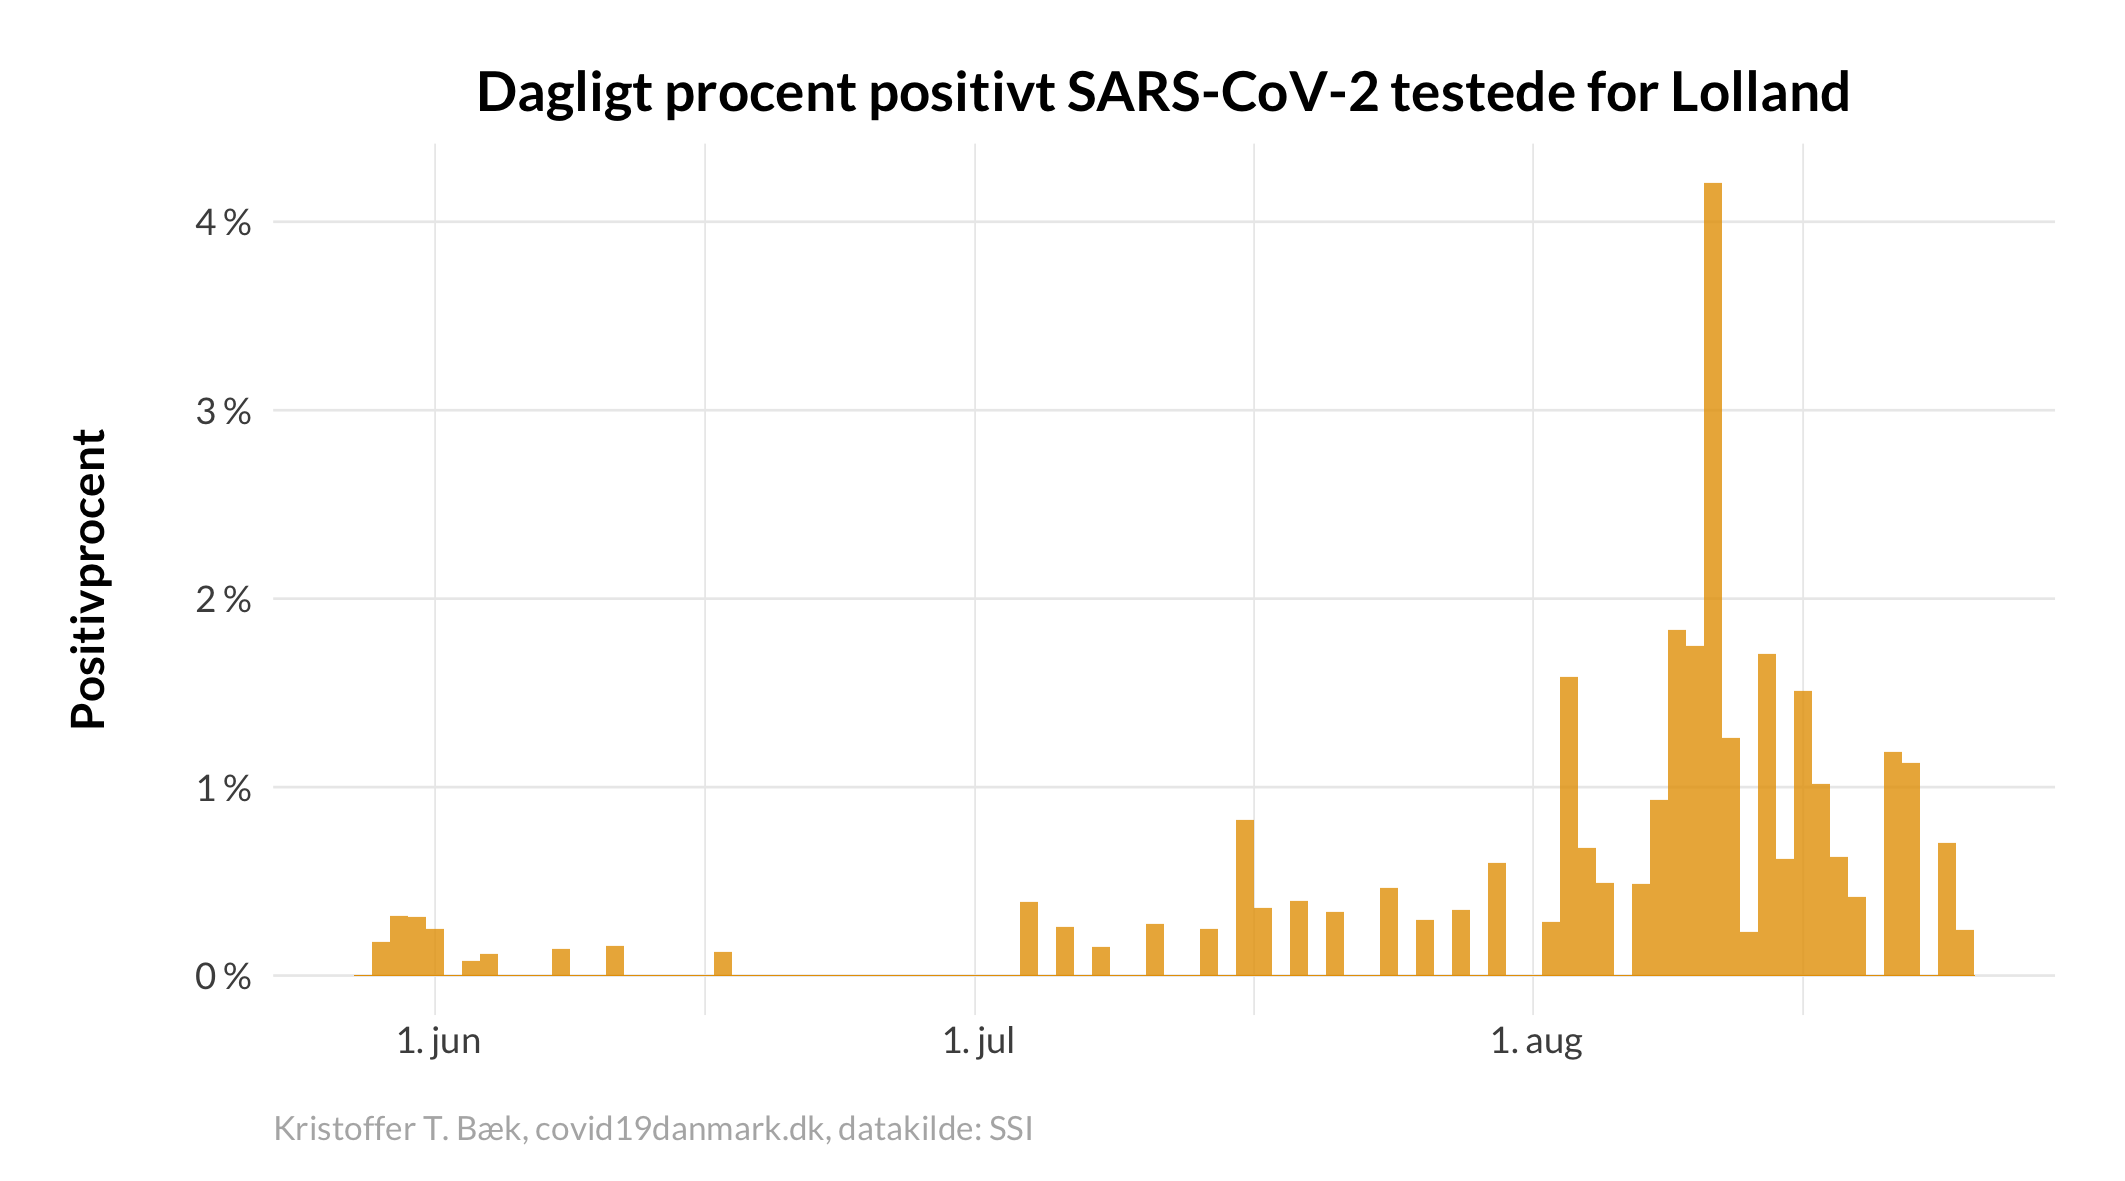 Dagligt procent positivt SARS-CoV-2 testede for Lolland
Positivprocent
4 %
3 %
2 %
1 %
0 %
1. jun
1. jul
1. aug
Kristoffer T. Bæk, covid19danmark.dk, datakilde: SSI